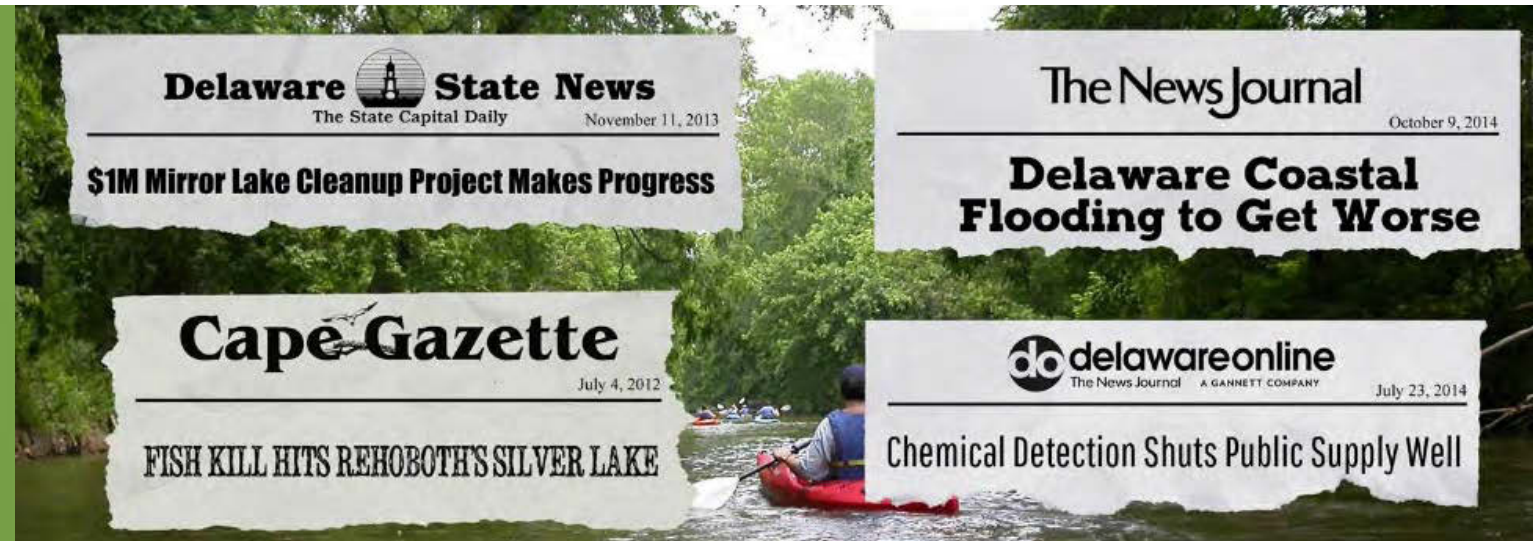 Delaware State News
The State Capital Daily
November 11, 2013
$1M Mirror Lake Cleanup Project Makes Progress
The News Journal
October 9, 2014
Delaware Coastal
Flooding to Get Worse
Cape Gazette
July 4, 2012
FISH KILL HITS REHOBOTH'S SILVER LAKE
do delawareonline
The News Journal A GANNETT COMPANY
July 23, 2014
Chemical Detection Shuts Public Supply Well